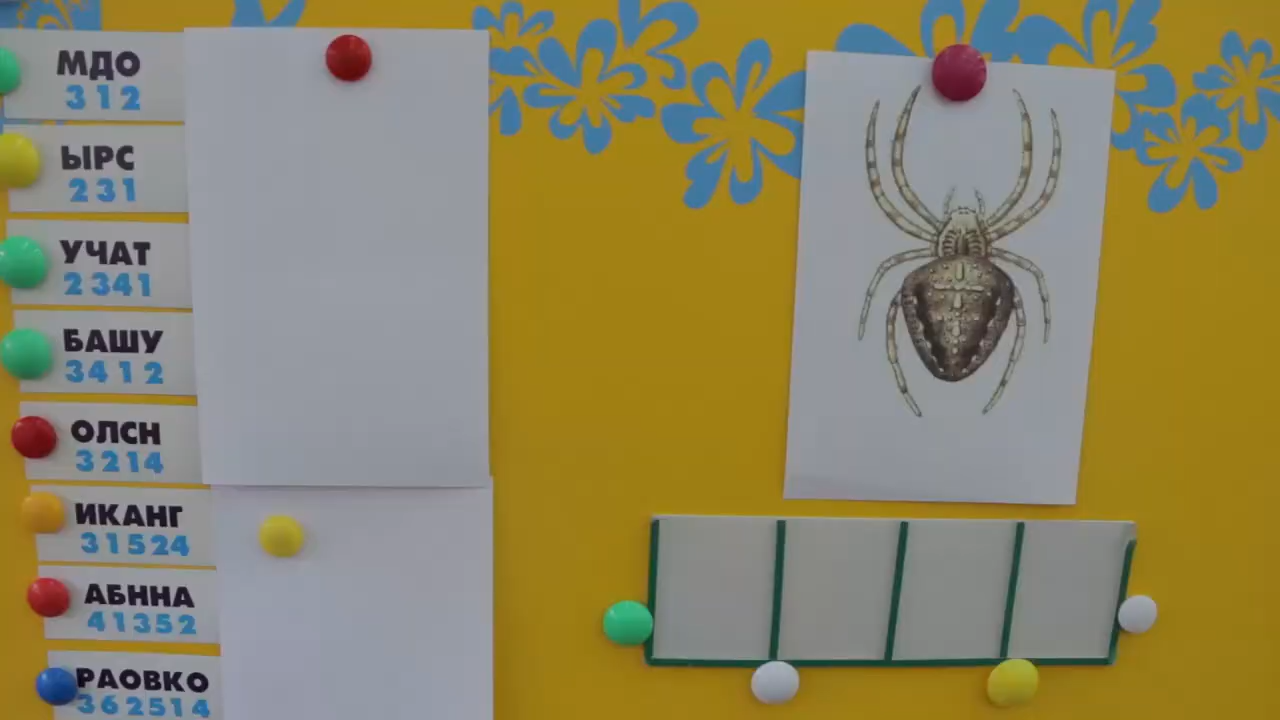 МДО
312
ЫРС
231
УЧАТ
2341
БАШУ
3412
ОЛСН
3214
ИКАНГ
31524
АБННА
41352
РАОВКО
362514